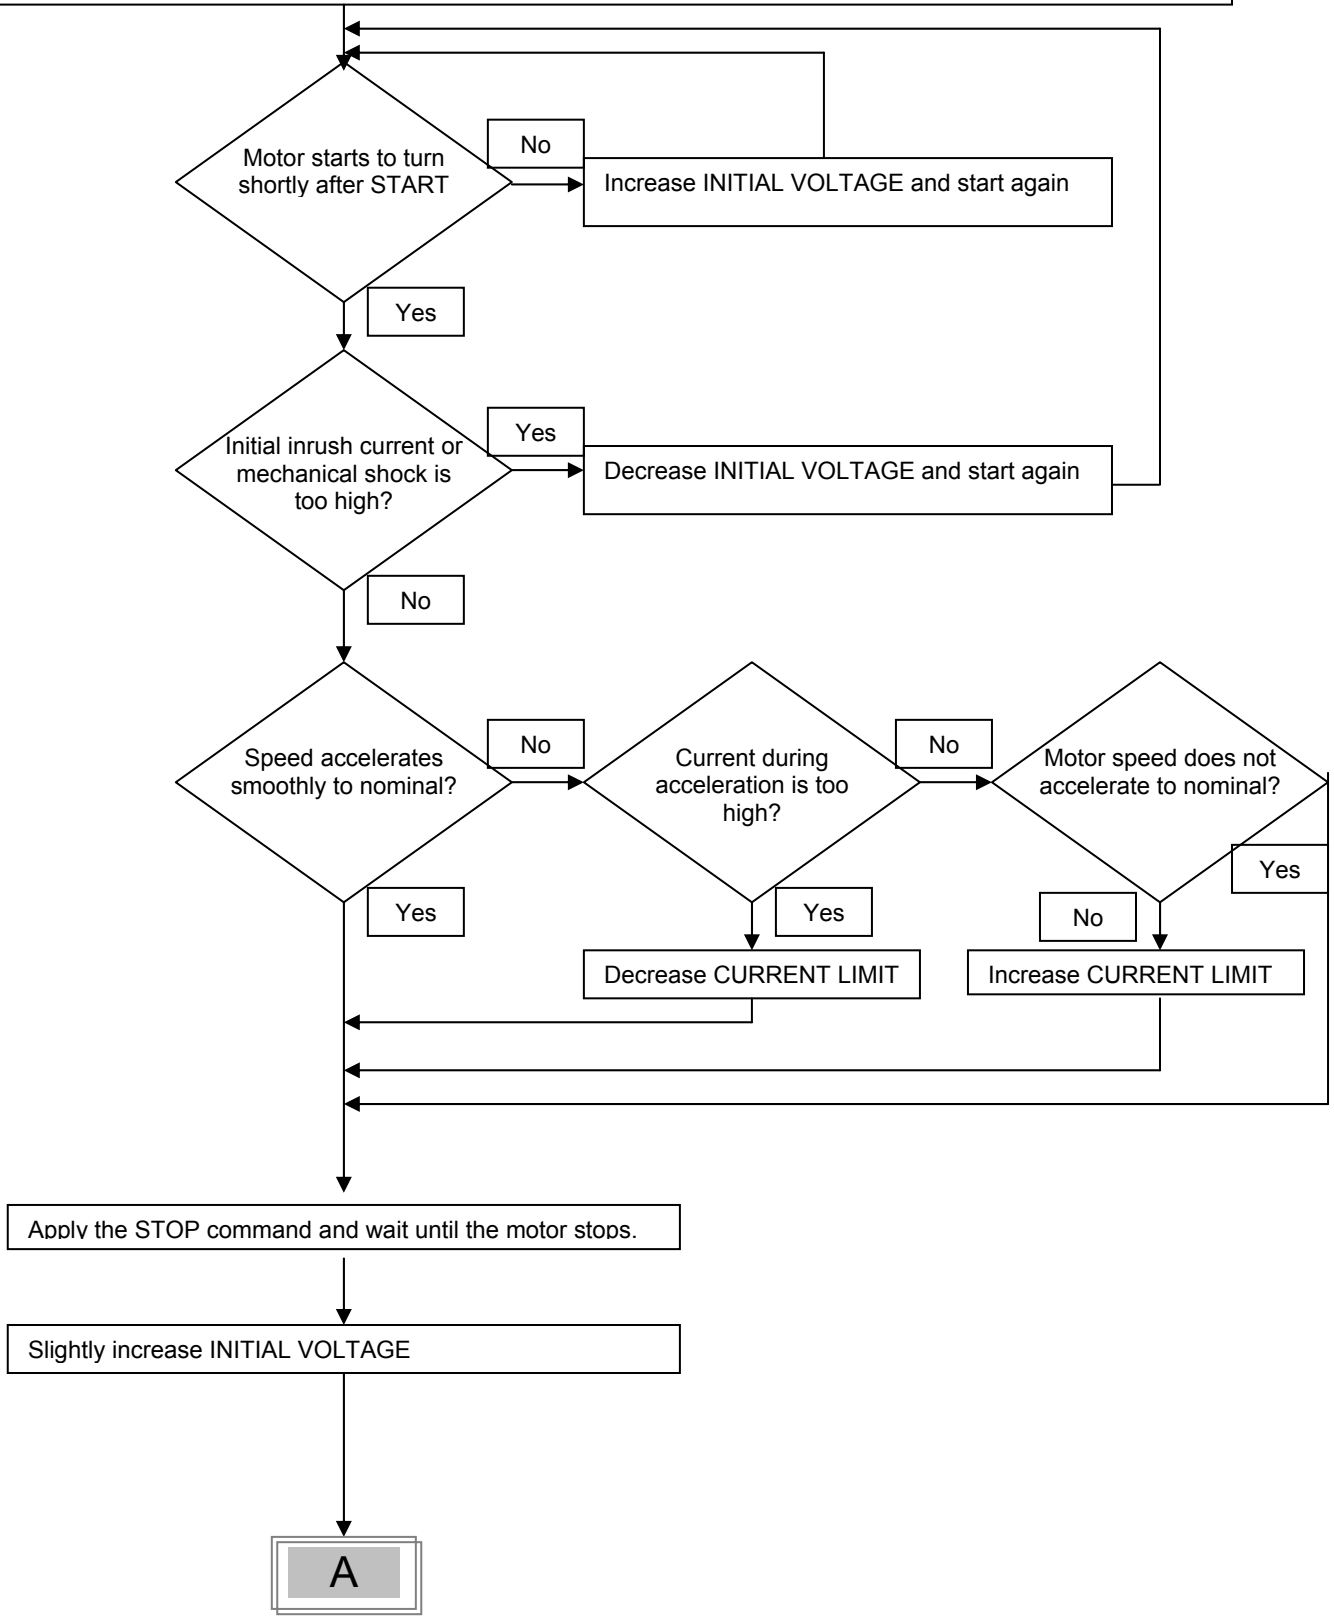 No
Motor starts to turn
shortly after START
Increase INITIAL VOLTAGE and start again
Yes
Yes
Initial inrush current or
mechanical shock is
too high?
Decrease INITIAL VOLTAGE and start again
No
No
No
Speed accelerates
smoothly to nominal?
Current during
acceleration is too
high?
Motor speed does not
accelerate to nominal?
Yes
Yes
Yes
No
Decrease CURRENT LIMIT
Increase CURRENT LIMIT
Apply the STOP command and wait until the motor stops.
Slightly increase INITIAL VOLTAGE
A